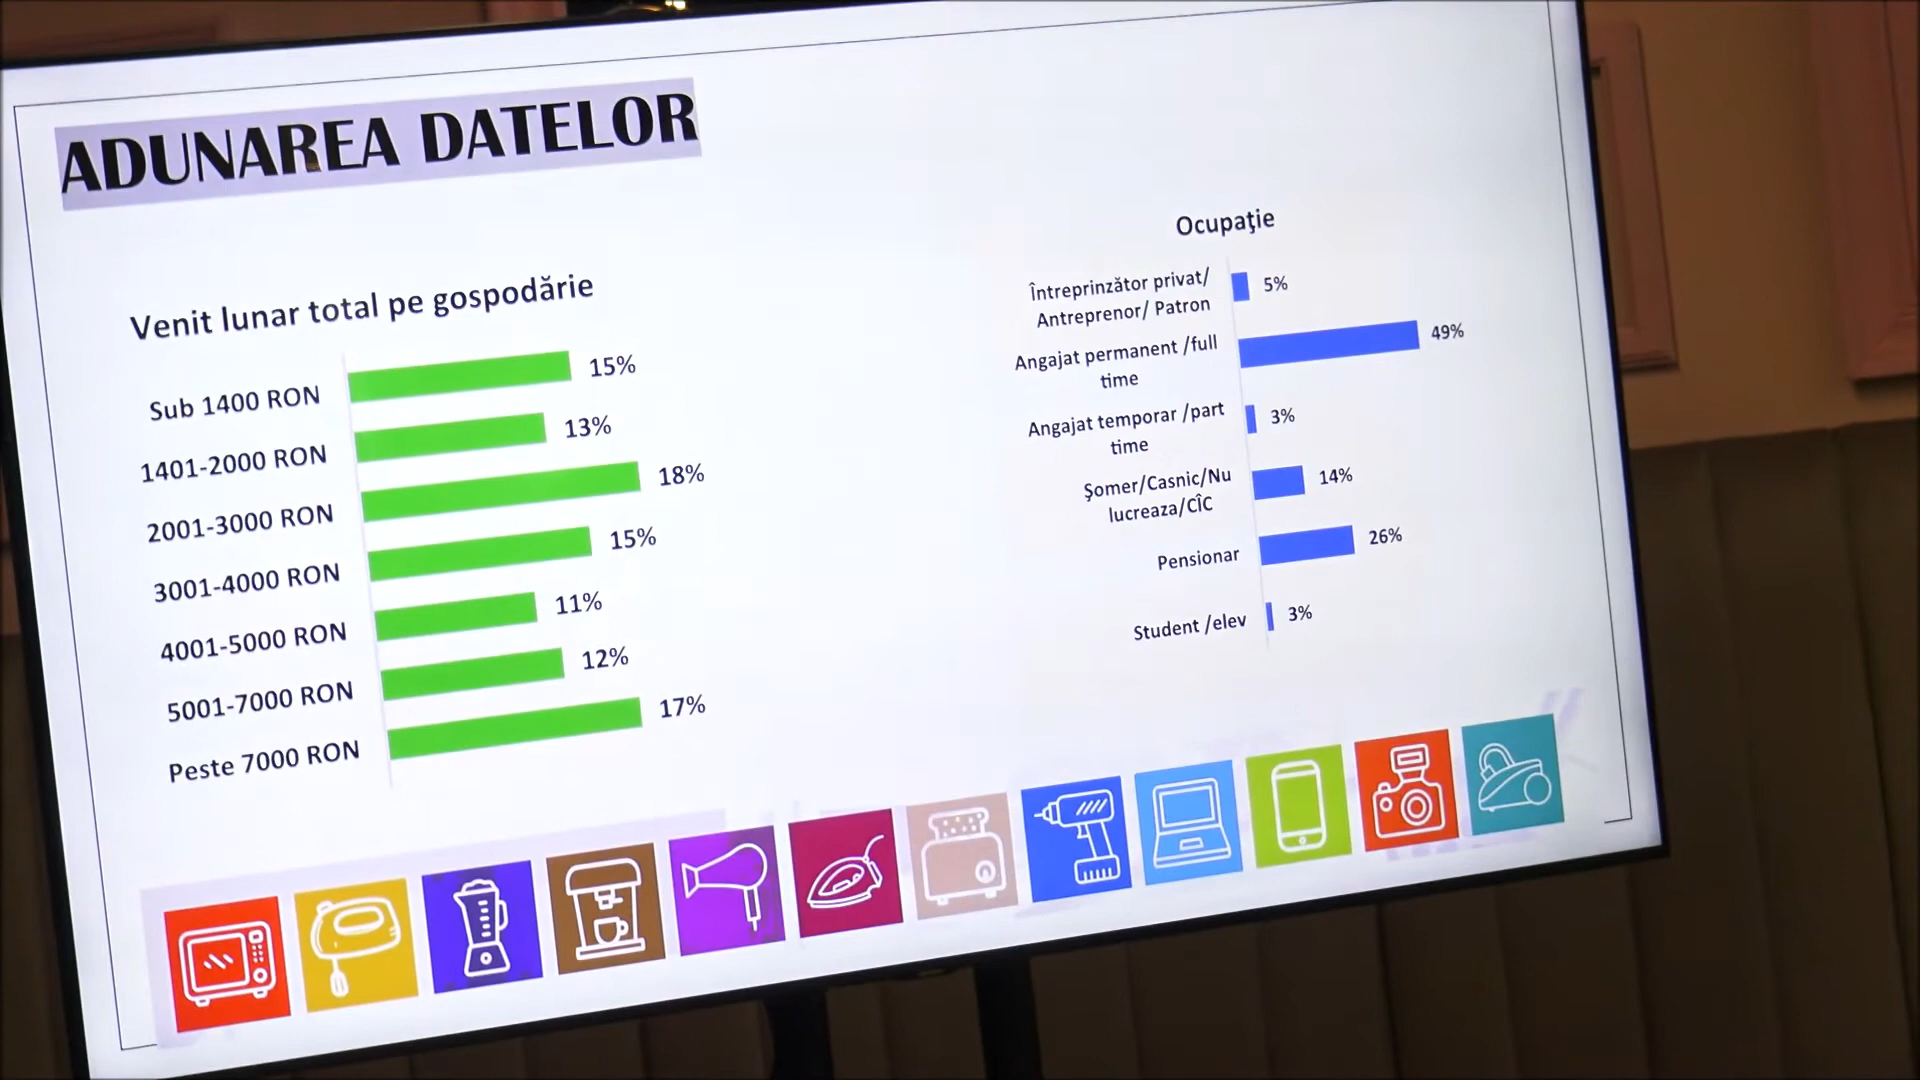 ADUNAREA DATELOR
Venit lunar total pe gospodărie
Sub 1400 RON 15%
1401-2000 RON 13%
2001-3000 RON 18%
3001-4000 RON 15%
4001-5000 RON 11%
5001-7000 RON 12%
Peste 7000 RON 17%
Ocupaţie
Întreprinzător privat/
Antreprenor/ Patron 5%
Angajat permanent /full
time 49%
Angajat temporar /part
time 3%
Şomer/Casnic/Nu
lucreaza/CÎC 14%
Pensionar 26%
Student /elev 3%